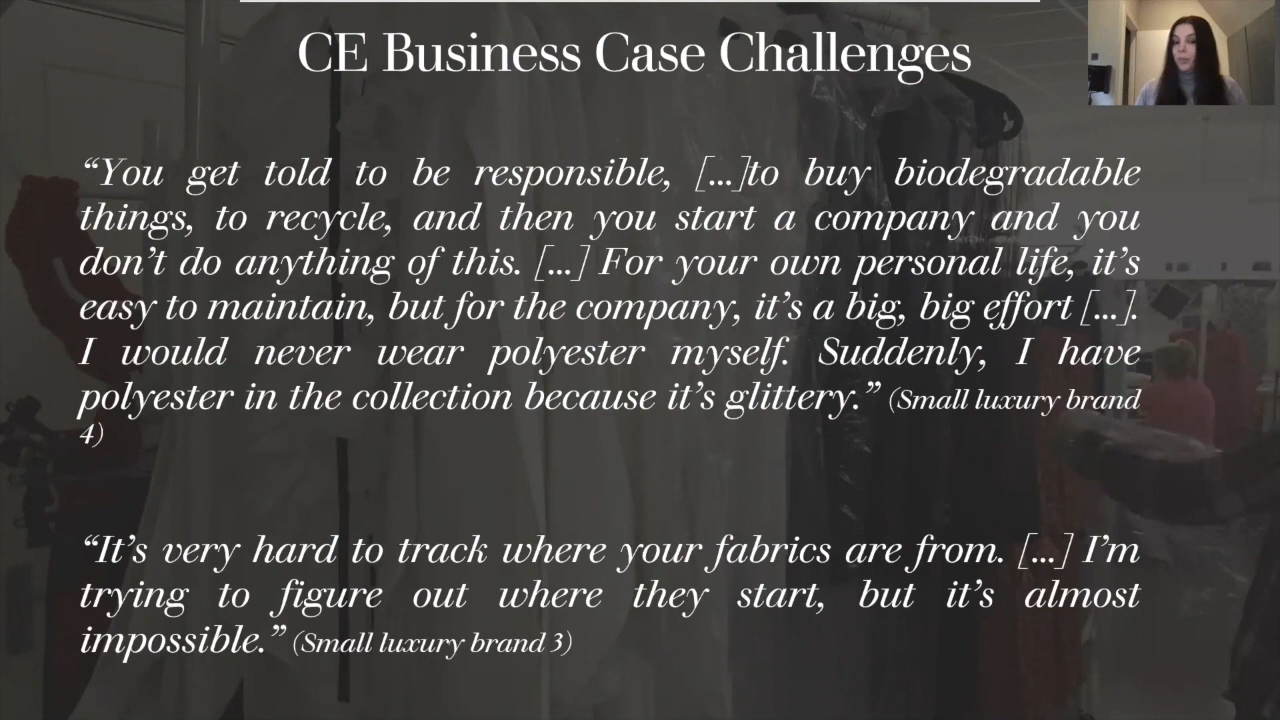 CE Business Case Challenges
“You get told to be responsible, [...]to buy biodegradable
things, to recycle, and then you start a company and you
don’t do anything of this. [...] For your own personal life, it’s
easy to maintain, but for the company, it’s a big, big effort [...].
I would never wear polyester myself. Suddenly, I have
polyester in the collection because it’s glittery.” (Small luxury brand
4)
“It’s very hard to track where your fabrics are from. [...] I’m
trying to figure out where they start, but it’s almost
impossible.” (Small luxury brand 3)